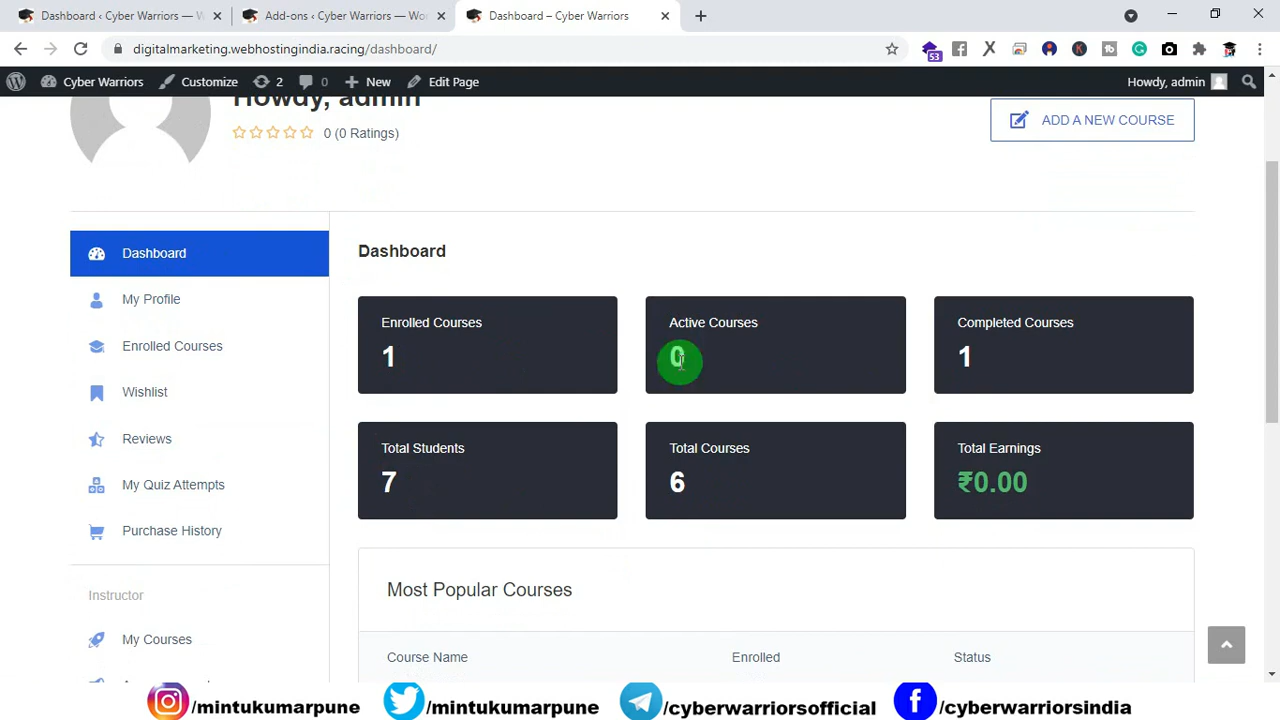 Dashboard ‹ Cyber Warriors — W
Add-ons ‹ Cyber Warriors — Wo
Dashboard – Cyber Warriors
digitalmarketing.webhostingindia.racing/dashboard/
53
Cyber Warriors
Customize
2
0
New
Edit Page
Howdy, admin
Howdy, admin
0 (0 Ratings)
ADD A NEW COURSE
Dashboard
My Profile
Enrolled Courses
Wishlist
Reviews
My Quiz Attempts
Purchase History
Instructor
My Courses
Dashboard
Enrolled Courses
1
Active Courses
0
Completed Courses
1
Total Students
7
Total Courses
6
Total Earnings
₹0.00
Most Popular Courses
Course Name
Enrolled
Status
/mintukumarpune
/mintukumarpune
/cyberwarriorsofficial
/cyberwarriorsindia